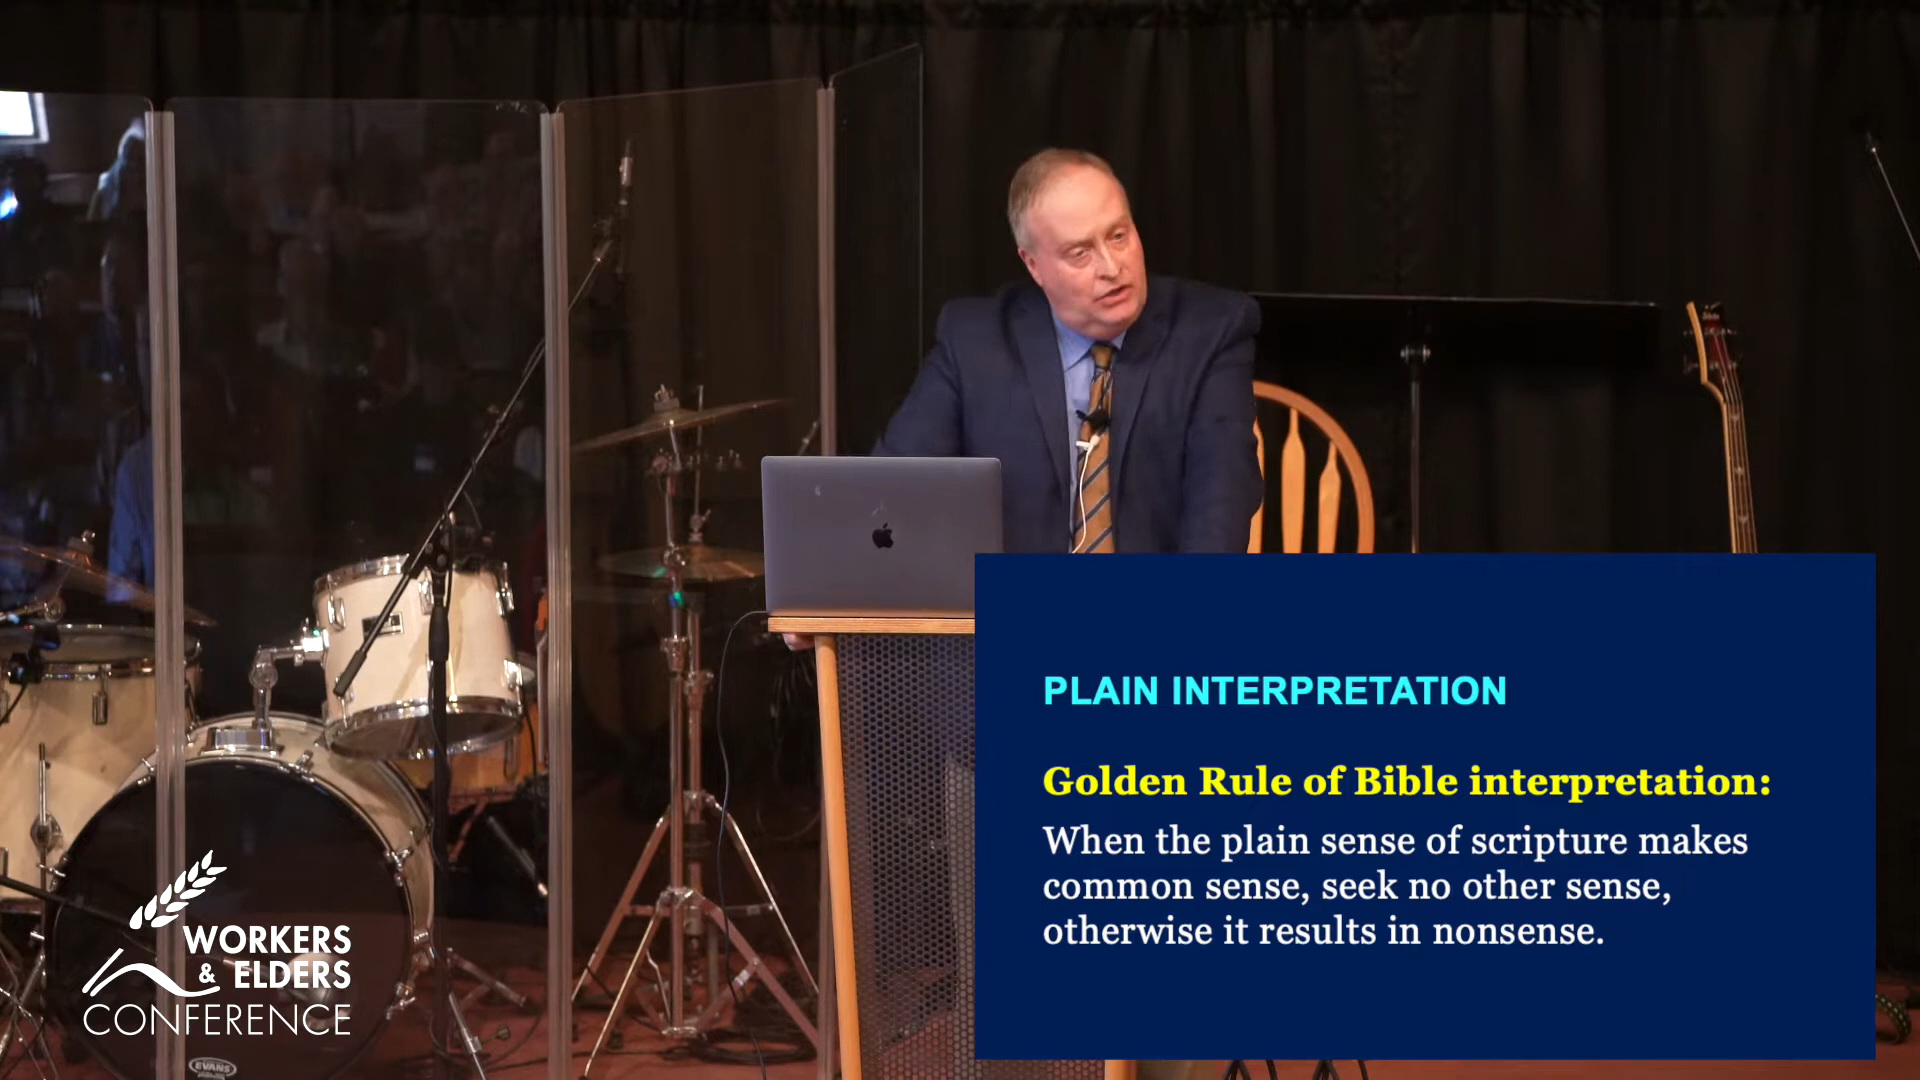 PLAIN INTERPRETATION
Golden Rule of Bible interpretation:
When the plain sense of scripture makes
common sense, seek no other sense,
otherwise it results in nonsense.
WORKERS
& ELDERS
CONFERENCE
EVANS